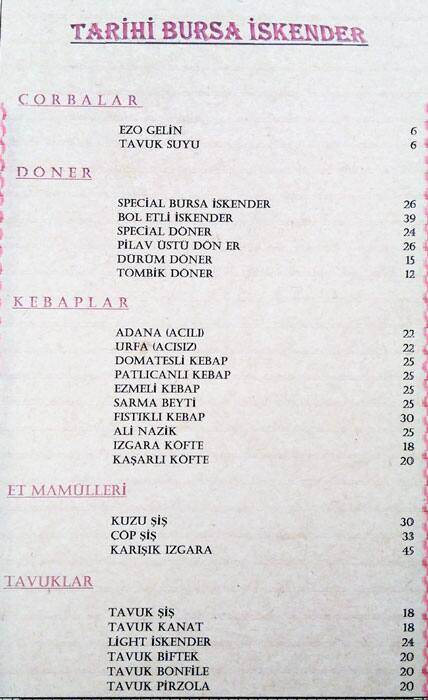 TARİHİ BURSA İSKENDER
ÇORBALAR
EZO GELİN 6
TAVUK SUYU 6
DÖNER
SPECİAL BURSA İSKENDER 26
BOL ETLİ İSKENDER 39
SPECİAL DÖNER 24
PİLAV ÜSTÜ DÖN ER 26
DÜRÜM DÖNER 15
TOMBİK DÖNER 12
KEBAPLAR
ADANA (ACILI) 22
URFA (ACISIZ) 22
DOMATESLİ KEBAP 25
PATLICANLI KEBAP 25
EZMELİ KEBAP 25
SARMA BEYTİ 25
FISTIKLI KEBAP 30
ALİ NAZİK 25
IZGARA KÖFTE 18
KAŞARLI KÖFTE 20
ET MAMÜLLERİ
KUZU ŞİŞ 30
ÇÖP ŞİŞ 33
KARIŞIK IZGARA 45
TAVUKLAR
TAVUK ŞİŞ 18
TAVUK KANAT 18
LİGHT İSKENDER 24
TAVUK BİFTEK 20
TAVUK BONFİLE 20
TAVUK PİRZOLA 20